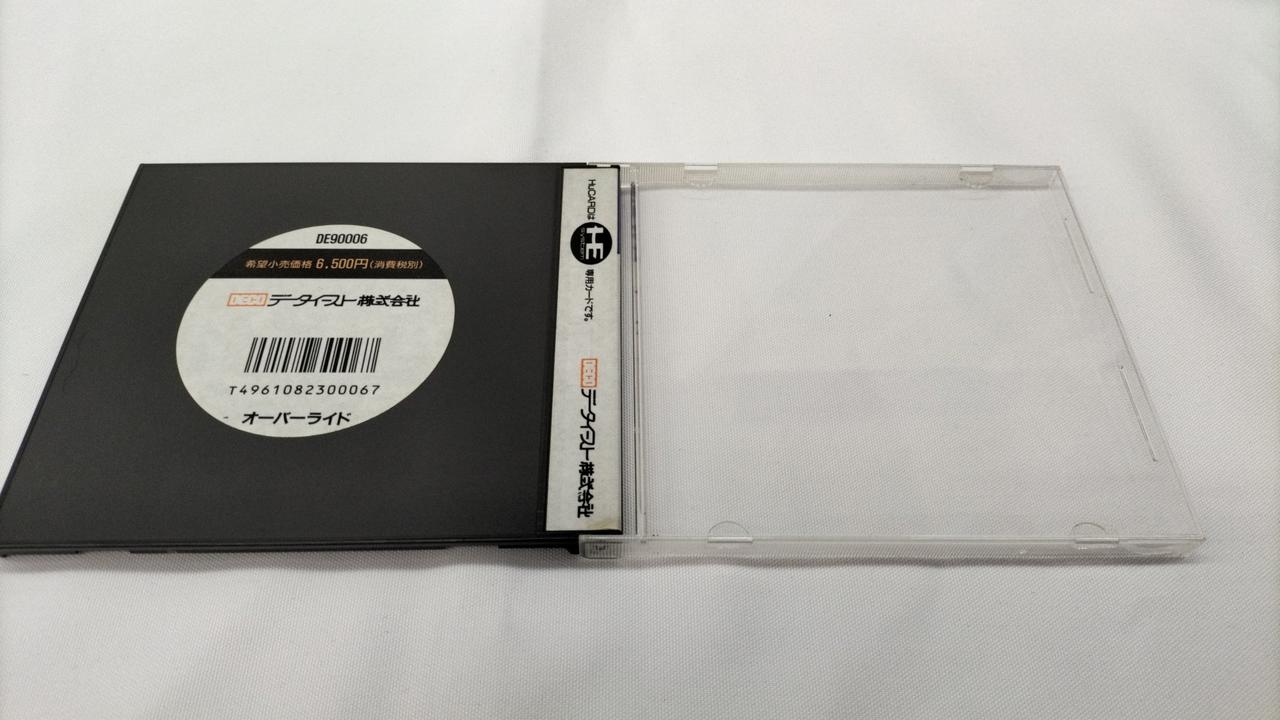 DE90006
希望小売価格 6,500円(消費税別)
DECO データイースト株式会社
T4961082300067
オーバーライド
HuCARDは HE SYSTEM 専用カードです。
DECO データイースト株式会社